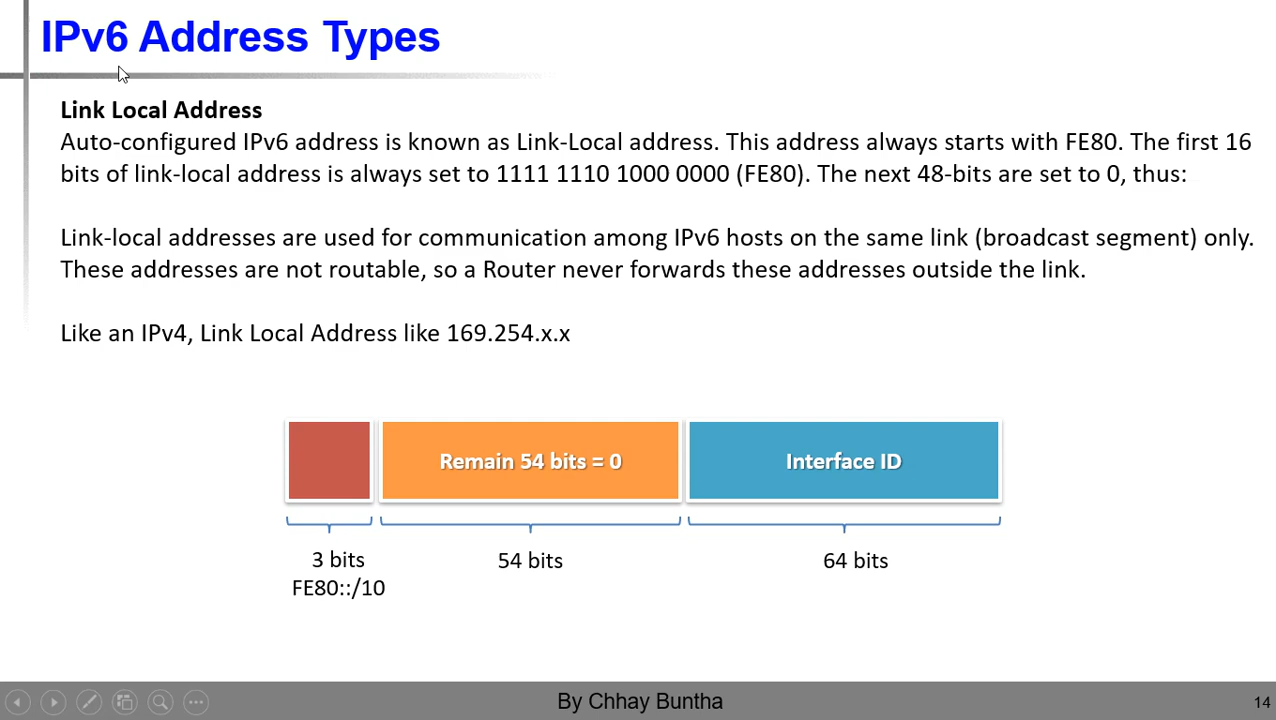 IPv6 Address Types
Link Local Address
Auto-configured IPv6 address is known as Link-Local address. This address always starts with FE80. The first 16
bits of link-local address is always set to 1111 1110 1000 0000 (FE80). The next 48-bits are set to 0, thus:
Link-local addresses are used for communication among IPv6 hosts on the same link (broadcast segment) only.
These addresses are not routable, so a Router never forwards these addresses outside the link.
Like an IPv4, Link Local Address like 169.254.x.x
Remain 54 bits = 0
Interface ID
3 bits
54 bits
64 bits
FE80::/10
By Chhay Buntha
14